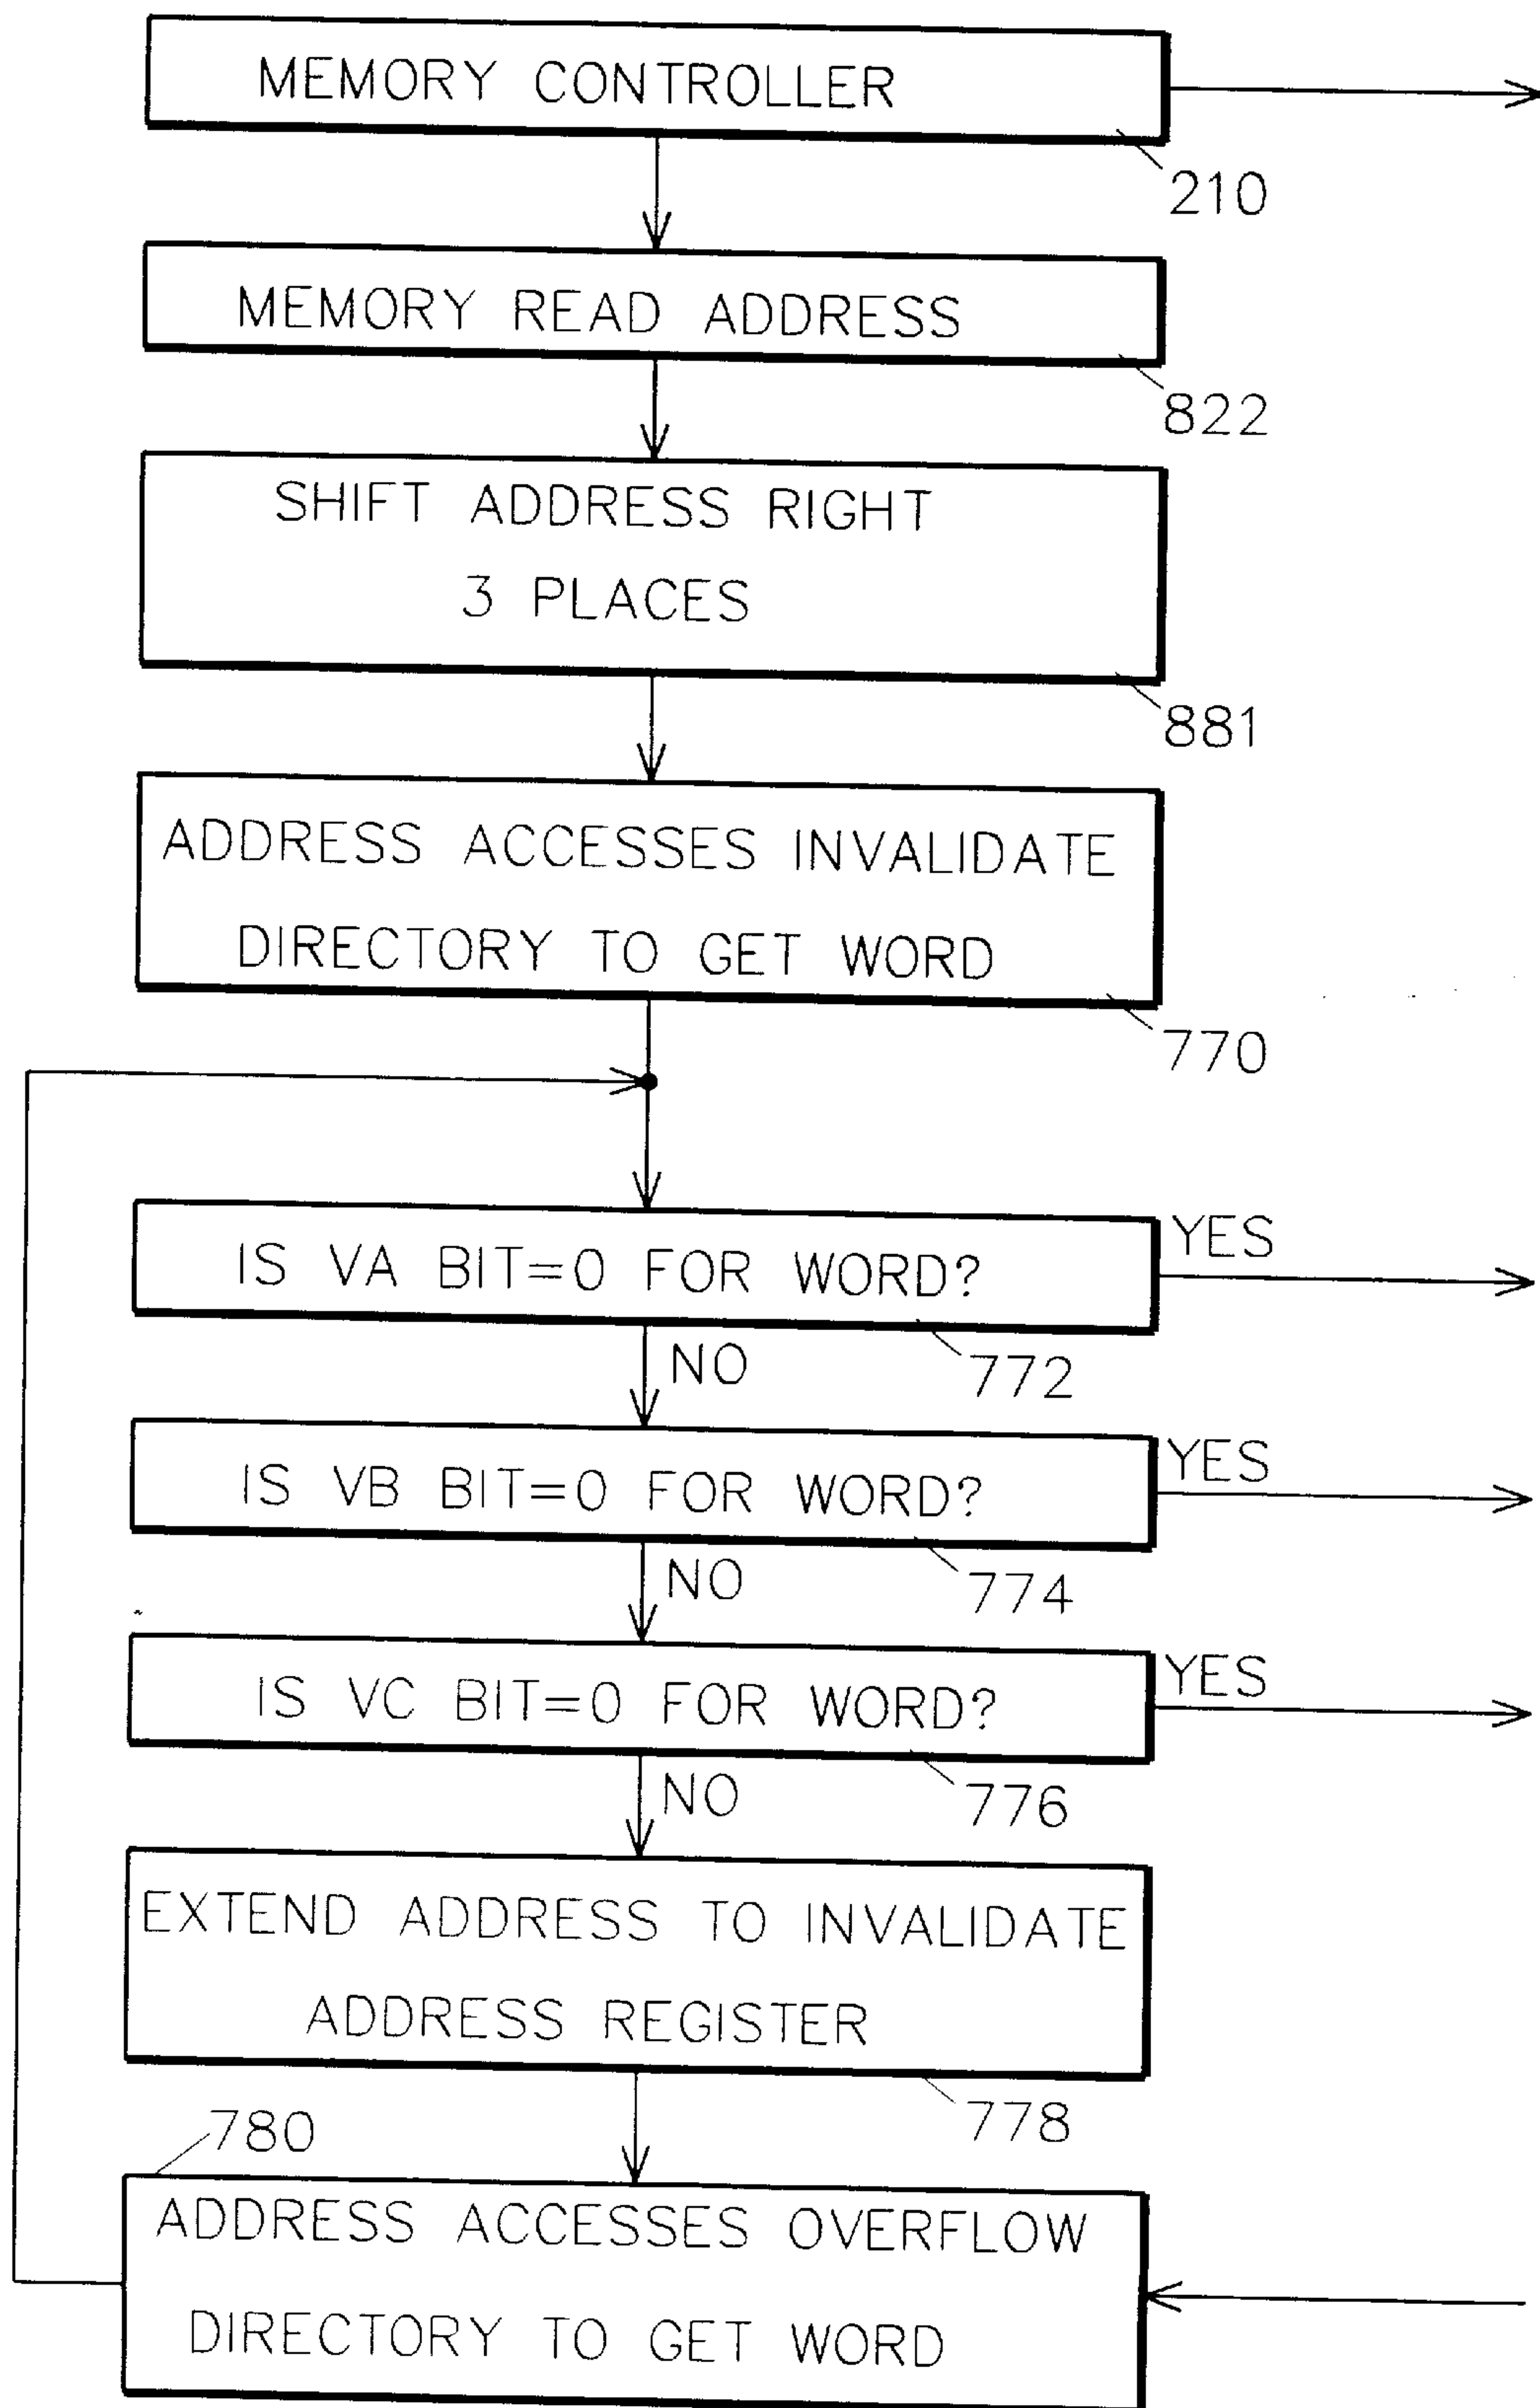 MEMORY CONTROLLER
210
MEMORY READ ADDRESS
822
SHIFT ADDRESS RIGHT
3 PLACES
881
ADDRESS ACCESSES INVALIDATE
DIRECTORY TO GET WORD
770
IS VA BIT=0 FOR WORD?
YES
772
NO
IS VB BIT=0 FOR WORD?
YES
774
NO
IS VC BIT=0 FOR WORD?
YES
776
NO
EXTEND ADDRESS TO INVALIDATE
ADDRESS REGISTER
778
780
ADDRESS ACCESSES OVERFLOW
DIRECTORY TO GET WORD